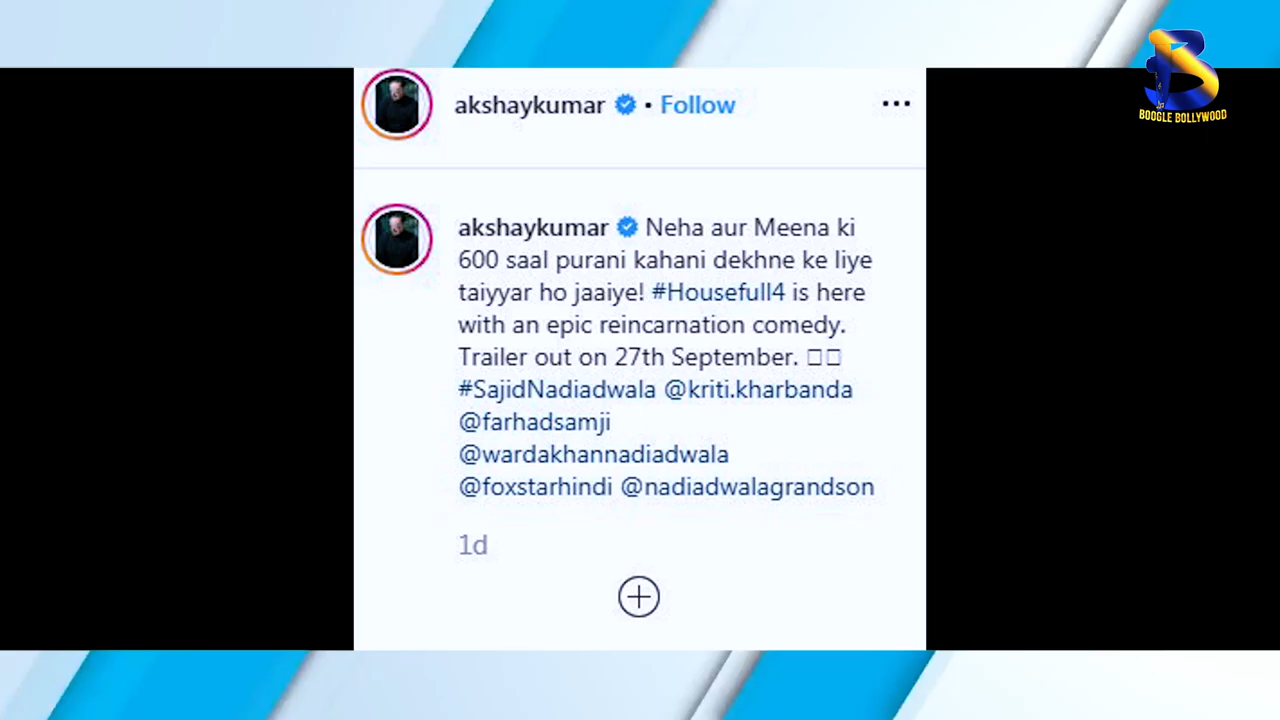 BOOGLE BOLLYWOOD
akshaykumar • Follow
akshaykumar Neha aur Meena ki
600 saal purani kahani dekhne ke liye
taiyyar ho jaaiye! #Housefull4 is here
with an epic reincarnation comedy.
Trailer out on 27th September. □□
#SajidNadiadwala @kriti.kharbanda
@farhadsamji
@wardakhannadiadwala
@foxstarhindi @nadiadwalagrandson
1d